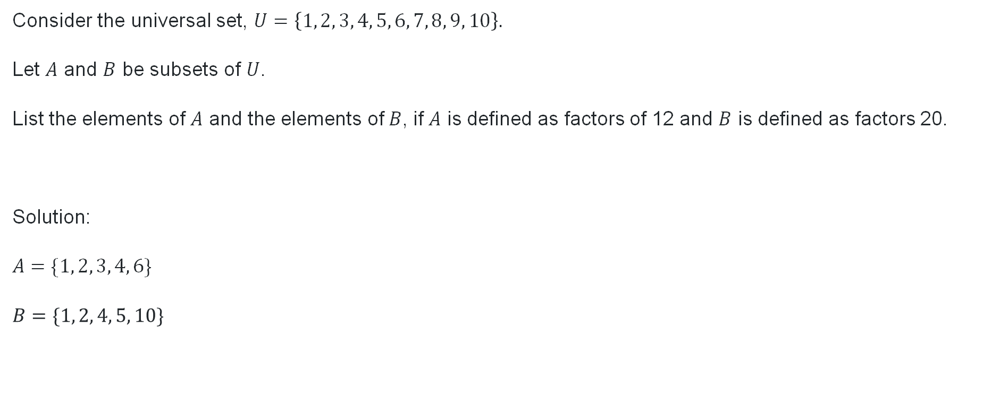 Consider the universal set, U = {1, 2, 3, 4, 5, 6, 7, 8, 9, 10}.
Let A and B be subsets of U.
List the elements of A and the elements of B, if A is defined as factors of 12 and B is defined as factors 20.
Solution:
A = {1, 2, 3, 4, 6}
B = {1, 2, 4, 5, 10}